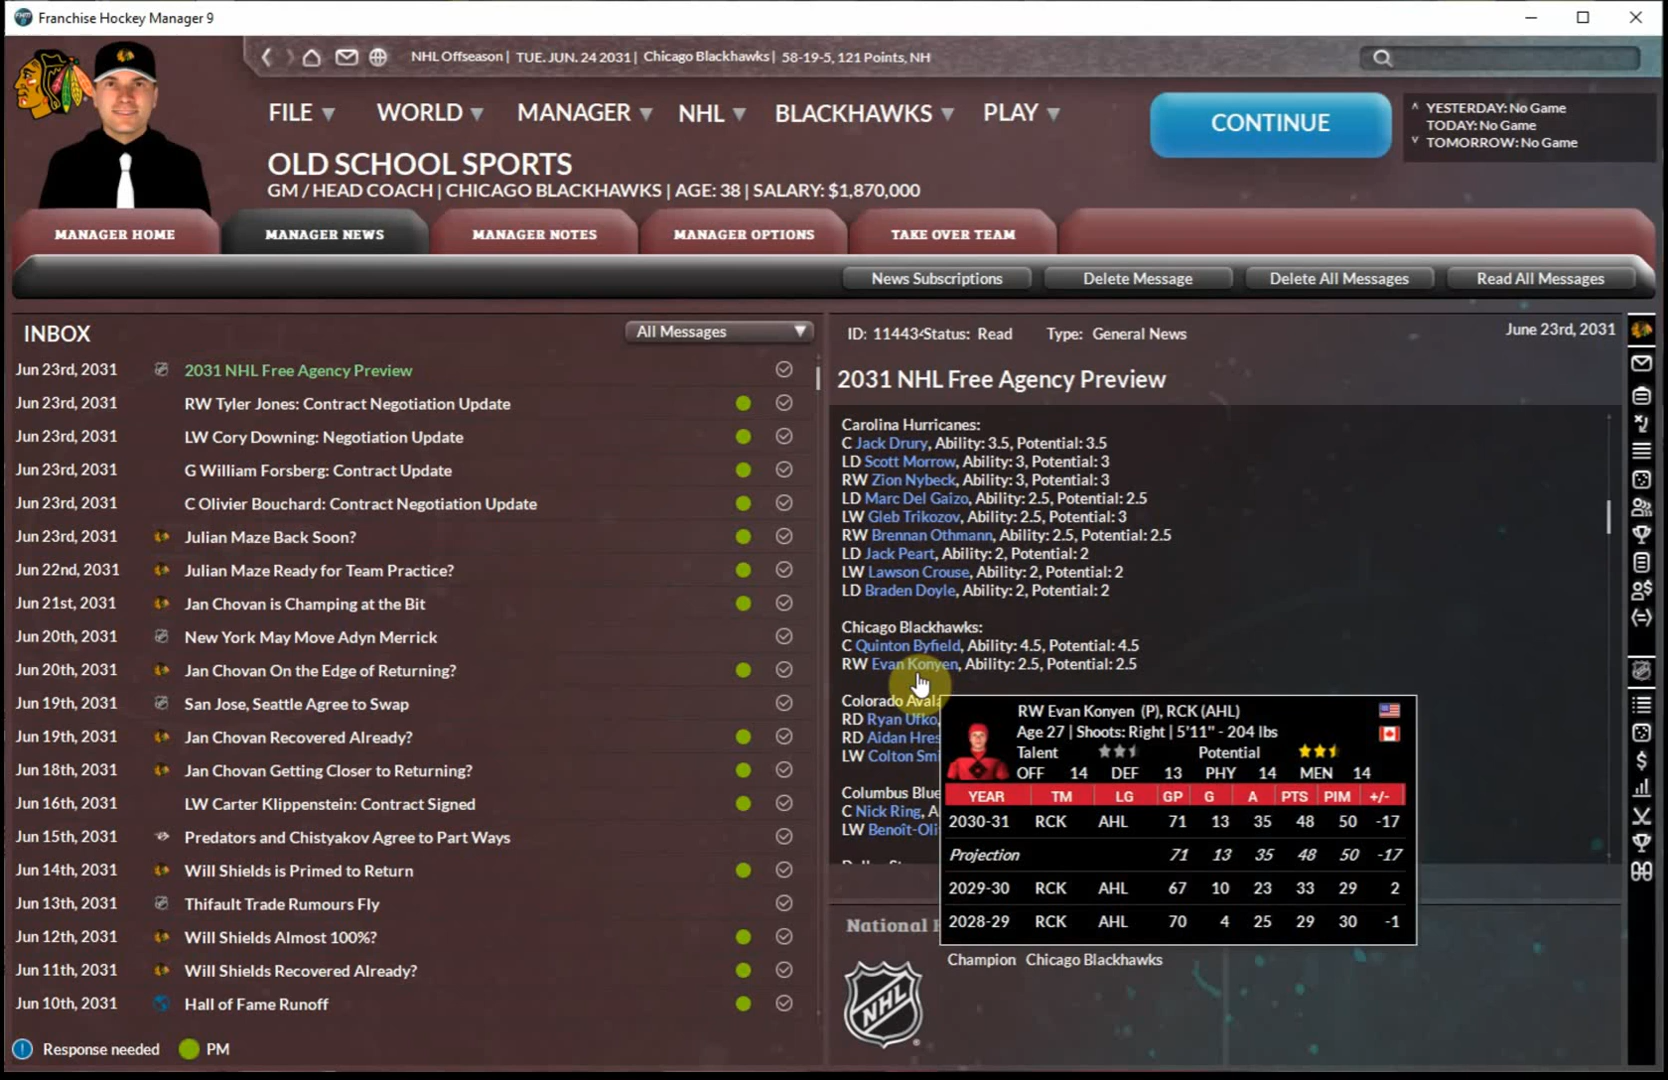 Franchise Hockey Manager 9
NHL Offseason | TUE. JUN. 24 2031 | Chicago Blackhawks | 58-19-5, 121 Points, NH
FILE WORLD MANAGER NHL BLACKHAWKS PLAY
CONTINUE
YESTERDAY: No Game
TODAY: No Game
TOMORROW: No Game
OLD SCHOOL SPORTS
GM / HEAD COACH | CHICAGO BLACKHAWKS | AGE: 38 | SALARY: $1,870,000
MANAGER HOME MANAGER NEWS MANAGER NOTES MANAGER OPTIONS TAKE OVER TEAM
News Subscriptions Delete Message Delete All Messages Read All Messages
INBOX All Messages
Jun 23rd, 2031 2031 NHL Free Agency Preview
Jun 23rd, 2031 RW Tyler Jones: Contract Negotiation Update
Jun 23rd, 2031 LW Cory Downing: Negotiation Update
Jun 23rd, 2031 G William Forsberg: Contract Update
Jun 23rd, 2031 C Olivier Bouchard: Contract Negotiation Update
Jun 23rd, 2031 Julian Maze Back Soon?
Jun 22nd, 2031 Julian Maze Ready for Team Practice?
Jun 21st, 2031 Jan Chovan is Champing at the Bit
Jun 20th, 2031 New York May Move Adyn Merrick
Jun 20th, 2031 Jan Chovan On the Edge of Returning?
Jun 19th, 2031 San Jose, Seattle Agree to Swap
Jun 19th, 2031 Jan Chovan Recovered Already?
Jun 18th, 2031 Jan Chovan Getting Closer to Returning?
Jun 16th, 2031 LW Carter Klippenstein: Contract Signed
Jun 15th, 2031 Predators and Chistyakov Agree to Part Ways
Jun 14th, 2031 Will Shields is Primed to Return
Jun 13th, 2031 Thifault Trade Rumours Fly
Jun 12th, 2031 Will Shields Almost 100%?
Jun 11th, 2031 Will Shields Recovered Already?
Jun 10th, 2031 Hall of Fame Runoff
Response needed PM
ID: 11443 Status: Read Type: General News June 23rd, 2031
2031 NHL Free Agency Preview
Carolina Hurricanes:
C Jack Drury, Ability: 3.5, Potential: 3.5
LD Scott Morrow, Ability: 3, Potential: 3
RW Zion Nybeck, Ability: 3, Potential: 3
LD Marc Del Gaizo, Ability: 2.5, Potential: 2.5
LW Gleb Trikozov, Ability: 2.5, Potential: 3
RW Brennan Othmann, Ability: 2.5, Potential: 2.5
LD Jack Peart, Ability: 2, Potential: 2
LW Lawson Crouse, Ability: 2, Potential: 2
LD Braden Doyle, Ability: 2, Potential: 2
Chicago Blackhawks:
C Quinton Byfield, Ability: 4.5, Potential: 4.5
RW Evan Konyen, Ability: 2.5, Potential: 2.5
Colorado Avala
RD Ryan Ufko,
RD Aidan Hres
LW Colton Smi
Columbus Blue
C Nick Ring, A
LW Benoît-Oli
RW Evan Konyen (P), RCK (AHL)
Age 27 | Shoots: Right | 5'11" - 204 lbs
Talent Potential
OFF 14 DEF 13 PHY 14 MEN 14
YEAR TM LG GP G A PTS PIM +/-
2030-31 RCK AHL 71 13 35 48 50 -17
Projection 71 13 35 48 50 -17
2029-30 RCK AHL 67 10 23 33 29 2
2028-29 RCK AHL 70 4 25 29 30 -1
National
Champion Chicago Blackhawks
NHL